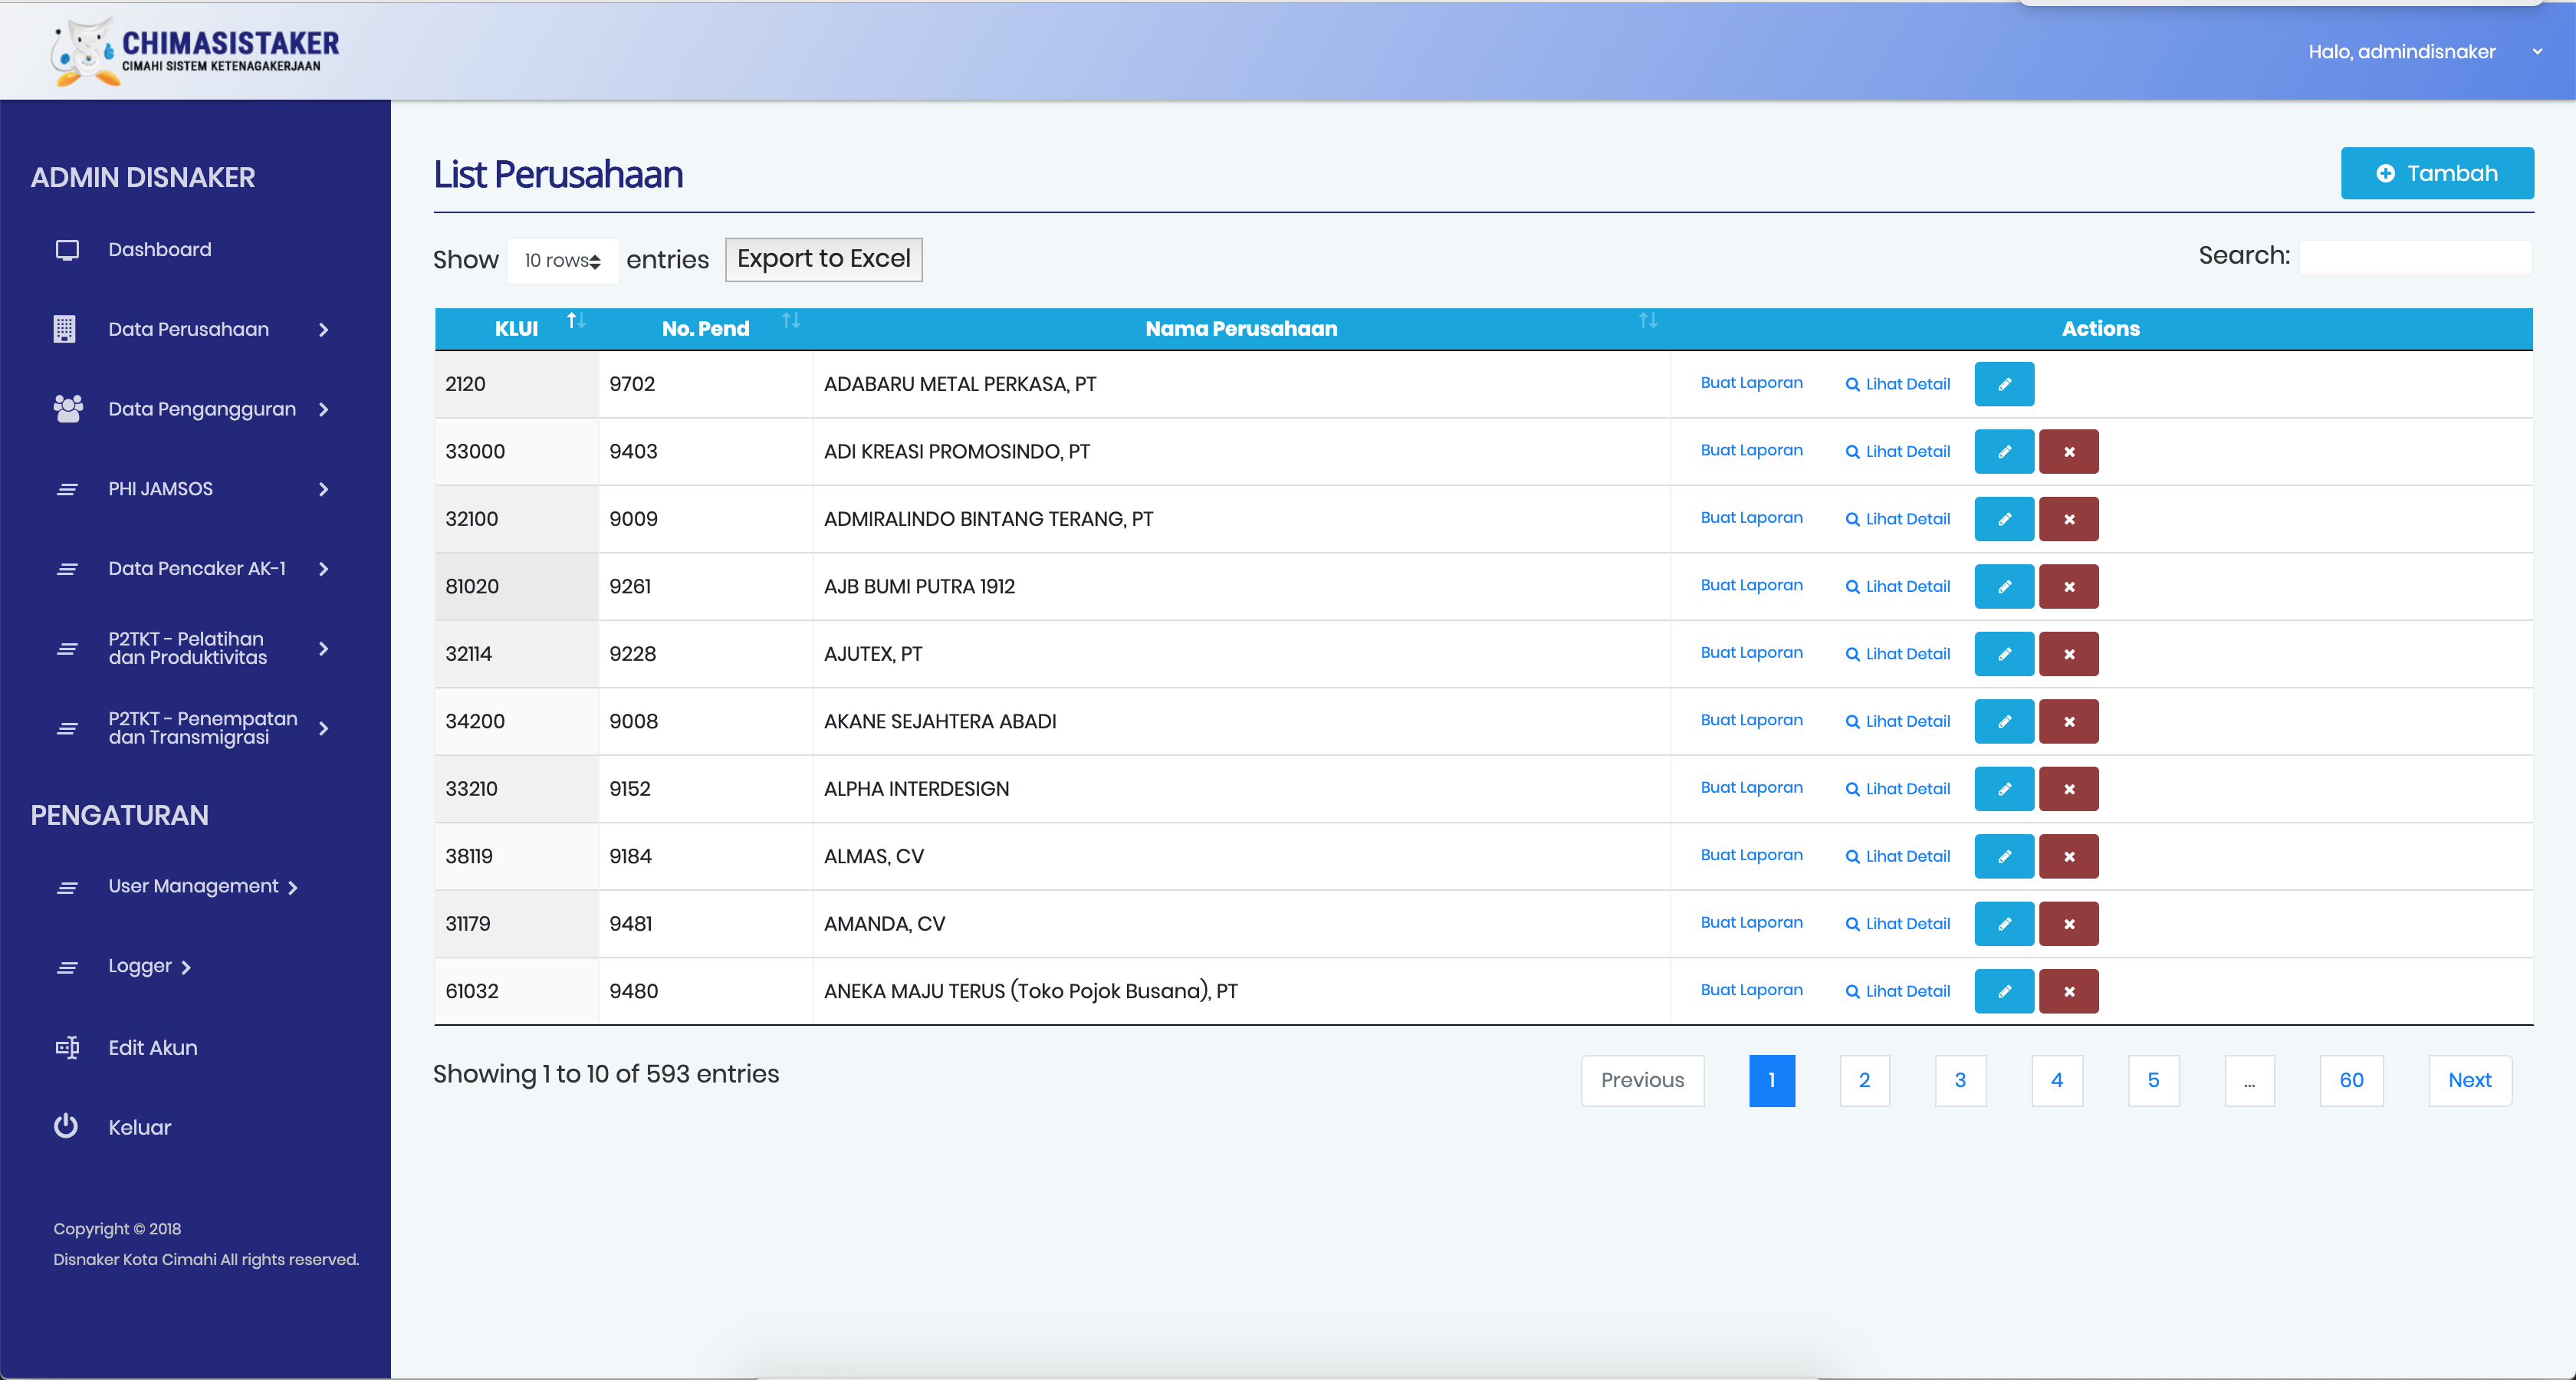 CHIMASISTAKER
CIMAHI SISTEM KETENAGAKERJAAN
Halo, admindisnaker
ADMIN DISNAKER
Dashboard
Data Perusahaan
Data Pengangguran
PHI JAMSOS
Data Pencaker AK-1
P2TKT - Pelatihan
dan Produktivitas
P2TKT - Penempatan
dan Transmigrasi
PENGATURAN
User Management
Logger
Edit Akun
Keluar
Copyright © 2018
Disnaker Kota Cimahi All rights reserved.
List Perusahaan
Tambah
Show 10 rows entries Export to Excel
Search:
KLUI No. Pend Nama Perusahaan Actions
2120 9702 ADABARU METAL PERKASA, PT Buat Laporan Lihat Detail
33000 9403 ADI KREASI PROMOSINDO, PT Buat Laporan Lihat Detail
32100 9009 ADMIRALINDO BINTANG TERANG, PT Buat Laporan Lihat Detail
81020 9261 AJB BUMI PUTRA 1912 Buat Laporan Lihat Detail
32114 9228 AJUTEX, PT Buat Laporan Lihat Detail
34200 9008 AKANE SEJAHTERA ABADI Buat Laporan Lihat Detail
33210 9152 ALPHA INTERDESIGN Buat Laporan Lihat Detail
38119 9184 ALMAS, CV Buat Laporan Lihat Detail
31179 9481 AMANDA, CV Buat Laporan Lihat Detail
61032 9480 ANEKA MAJU TERUS (Toko Pojok Busana), PT Buat Laporan Lihat Detail
Showing 1 to 10 of 593 entries
Previous 1 2 3 4 5 ... 60 Next